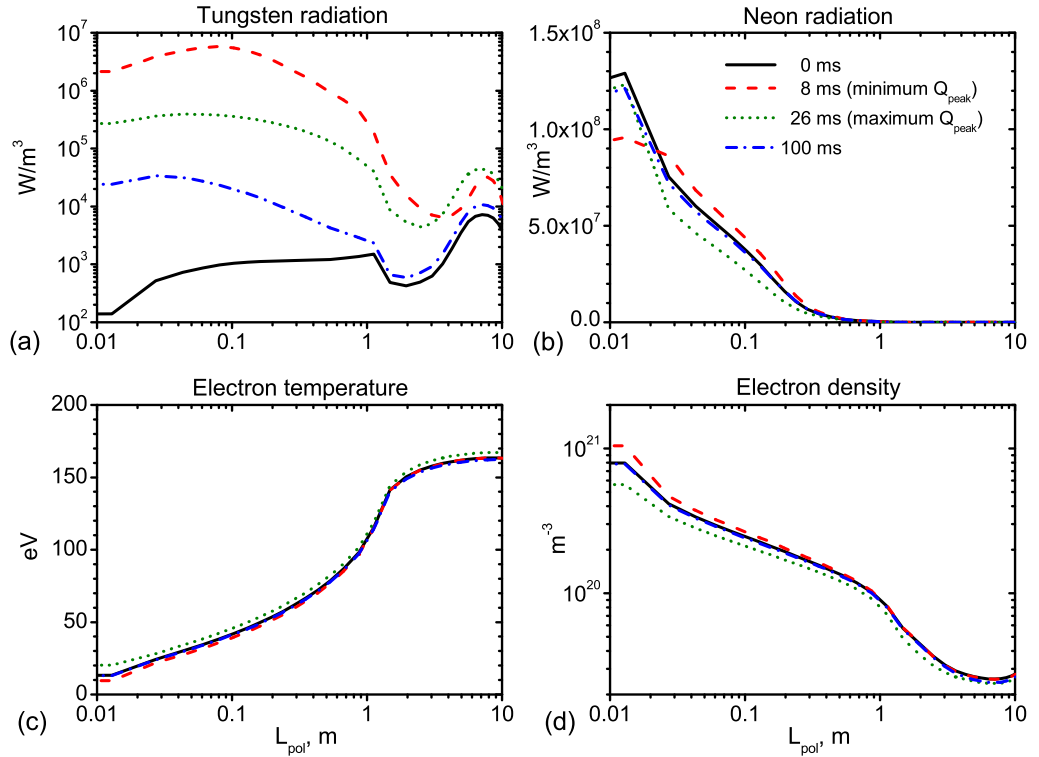 Tungsten radiation
10^7
10^6
10^5
10^4
10^3
10^2
W/m^3
0.01 0.1 1 10
(a)
Neon radiation
1.5x10^8
1.0x10^8
5.0x10^7
0.0
W/m^3
0 ms
8 ms (minimum Q_peak)
26 ms (maximum Q_peak)
100 ms
0.01 0.1 1 10
(b)
Electron temperature
200
150
100
50
0
eV
0.01 0.1 1 10
(c)
L_pol, m
Electron density
10^21
10^20
m^-3
0.01 0.1 1 10
(d)
L_pol, m